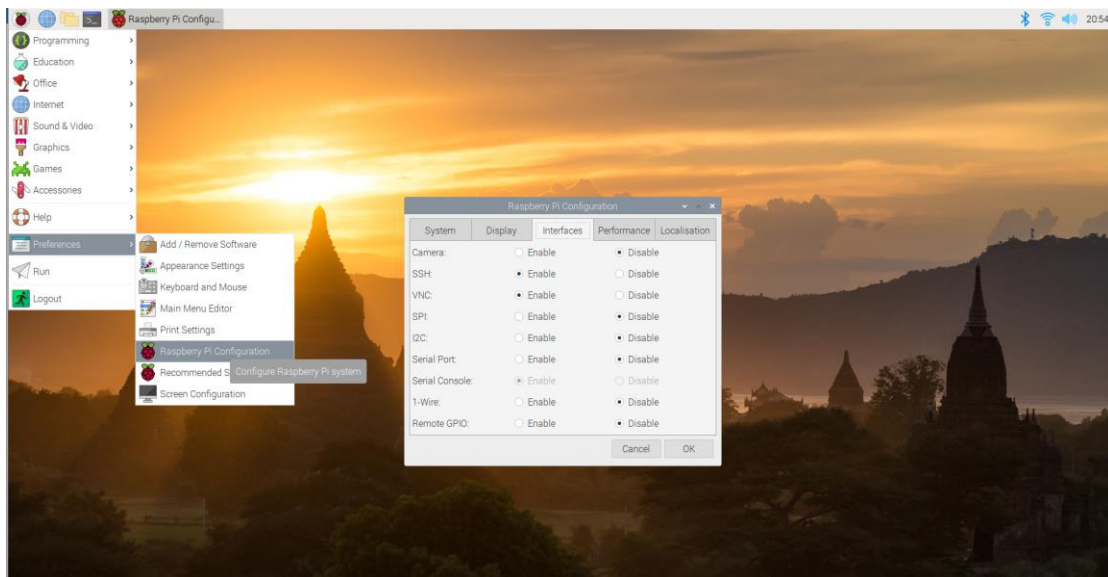 Raspberry Pi Configu...
20:54
Programming
Education
Office
Internet
Sound & Video
Graphics
Games
Accessories
Help
Preferences
Run
Logout
Add / Remove Software
Appearance Settings
Keyboard and Mouse
Main Menu Editor
Print Settings
Raspberry Pi Configuration
Recommended S
Configure Raspberry Pi system
Screen Configuration
Raspberry Pi Configuration
System Display Interfaces Performance Localisation
Camera: Enable Disable
SSH: Enable Disable
VNC: Enable Disable
SPI: Enable Disable
I2C: Enable Disable
Serial Port: Enable Disable
Serial Console: Enable Disable
1-Wire: Enable Disable
Remote GPIO: Enable Disable
Cancel OK